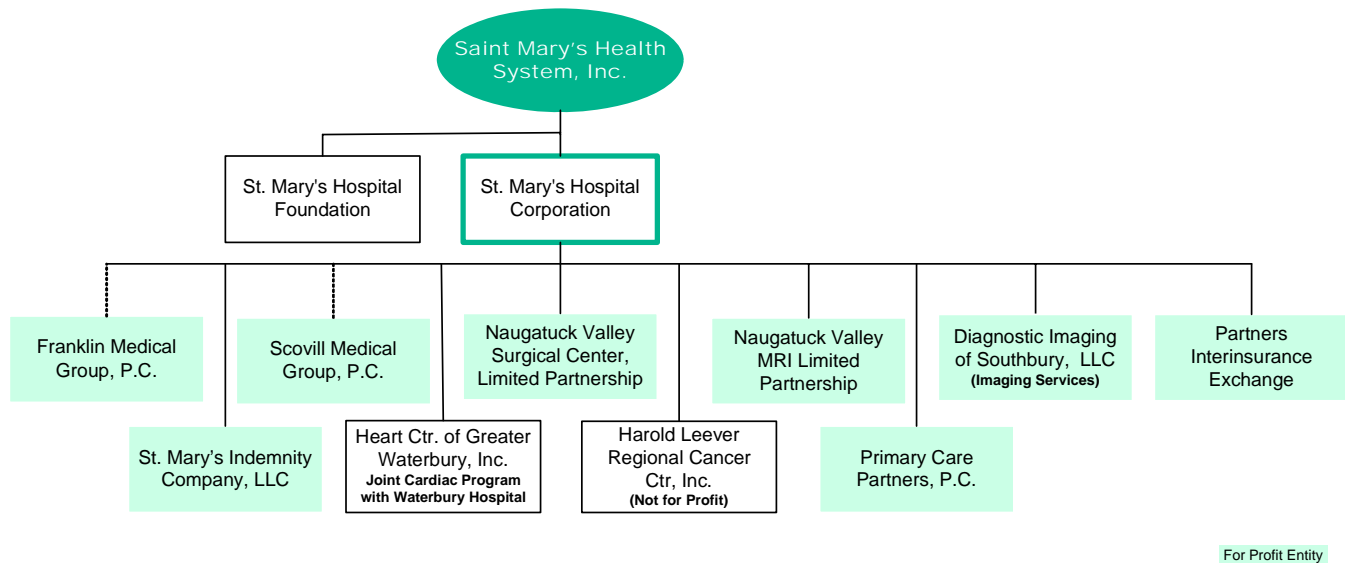 Saint Mary's Health
System, Inc.
St. Mary's Hospital
Foundation
St. Mary's Hospital
Corporation
Franklin Medical
Group, P.C.
Scovill Medical
Group, P.C.
Naugatuck Valley
Surgical Center,
Limited Partnership
Naugatuck Valley
MRI Limited
Partnership
Diagnostic Imaging
of Southbury, LLC
(Imaging Services)
Partners
Interinsurance
Exchange
St. Mary's Indemnity
Company, LLC
Heart Ctr. of Greater
Waterbury, Inc.
Joint Cardiac Program
with Waterbury Hospital
Harold Leever
Regional Cancer
Ctr, Inc.
(Not for Profit)
Primary Care
Partners, P.C.
For Profit Entity